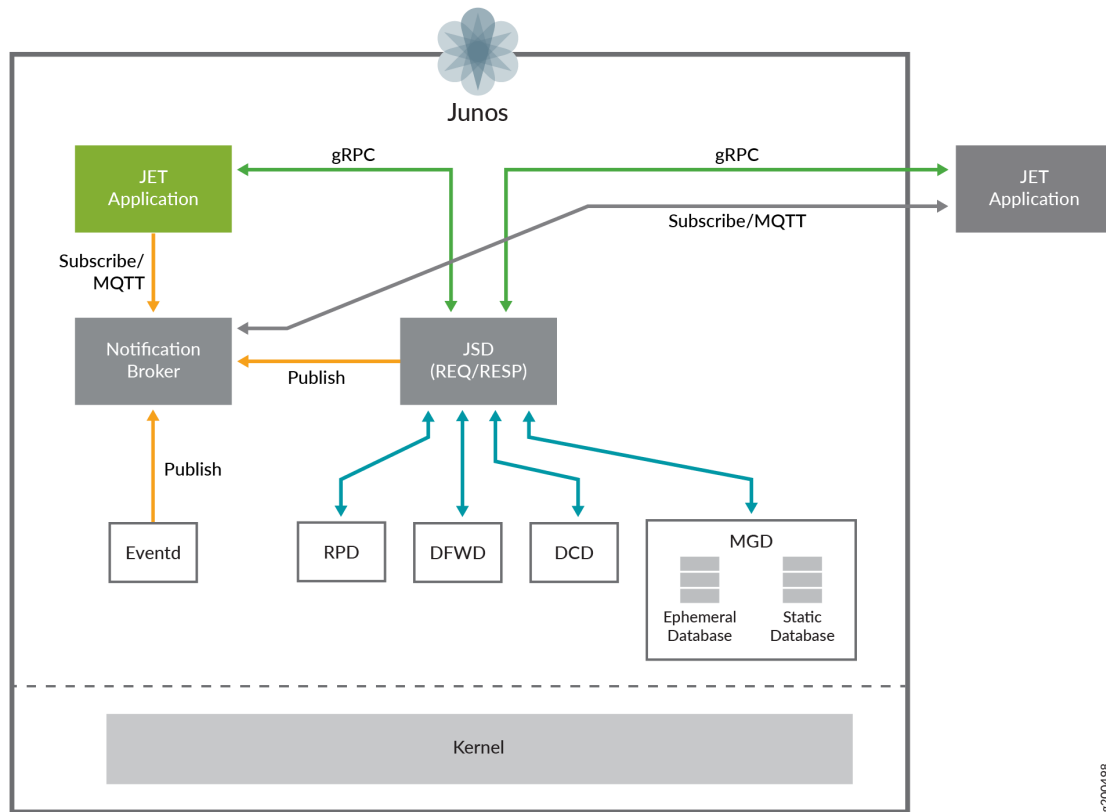 Junos
gRPC
gRPC
JET
Application
JET
Application
Subscribe/MQTT
Subscribe/
MQTT
Notification
Broker
JSD
(REQ/RESP)
Publish
Publish
Eventd
RPD
DFWD
DCD
MGD
Ephemeral
Database
Static
Database
Kernel
g200488